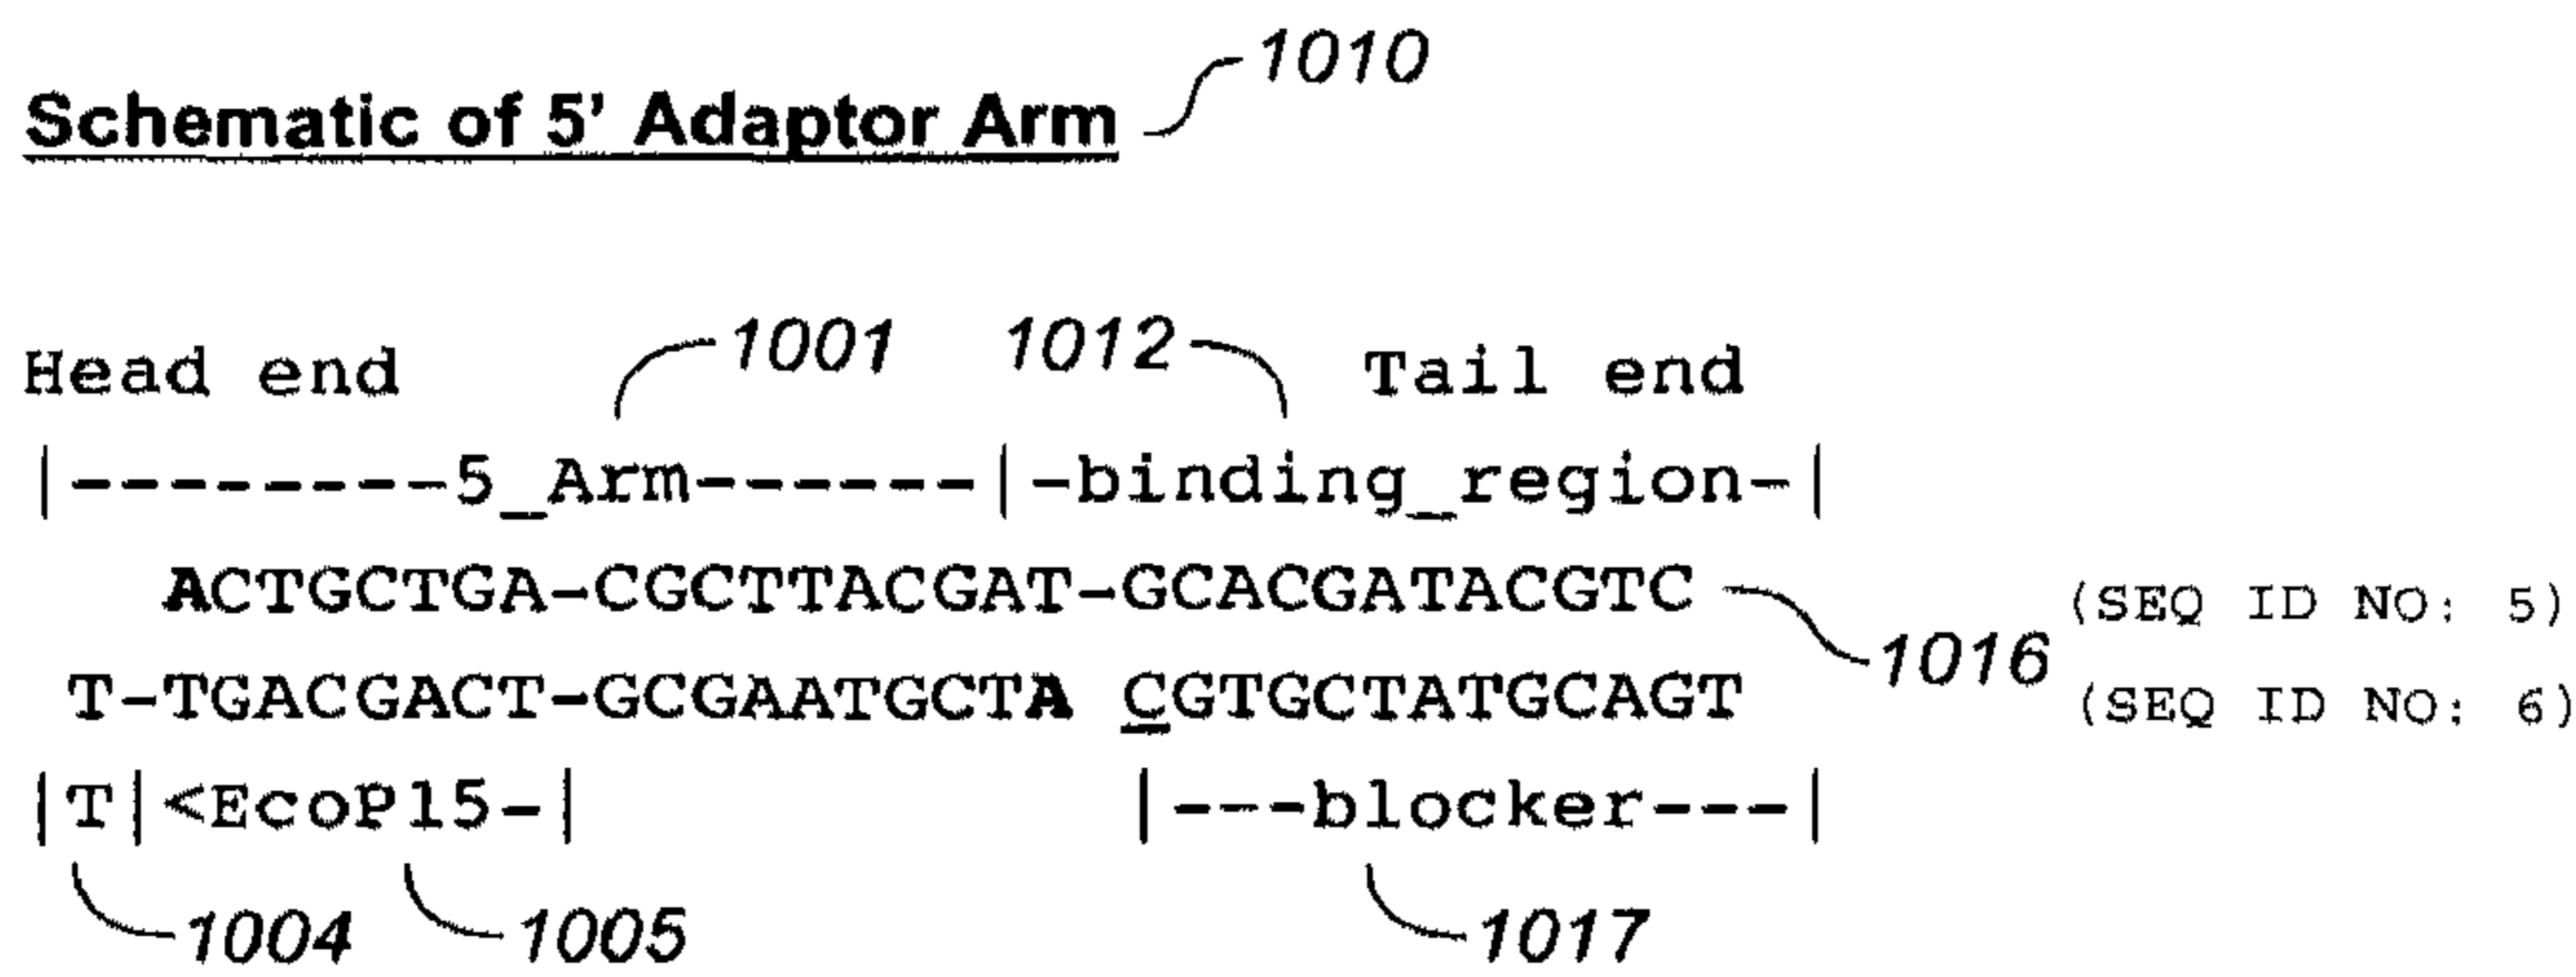 1010
Schematic of 5' Adaptor Arm
1001 1012
Head end Tail end
|---------5_Arm------|-binding_region-|
ACTGCTGA-CGCTTACGAT-GCACGATACGTC (SEQ ID NO: 5)
1016
T-TGACGACT-GCGAATGCTA CGTGCTATGCAGT (SEQ ID NO: 6)
|T|<EcoP15-| |---blocker---|
1004 1005 1017